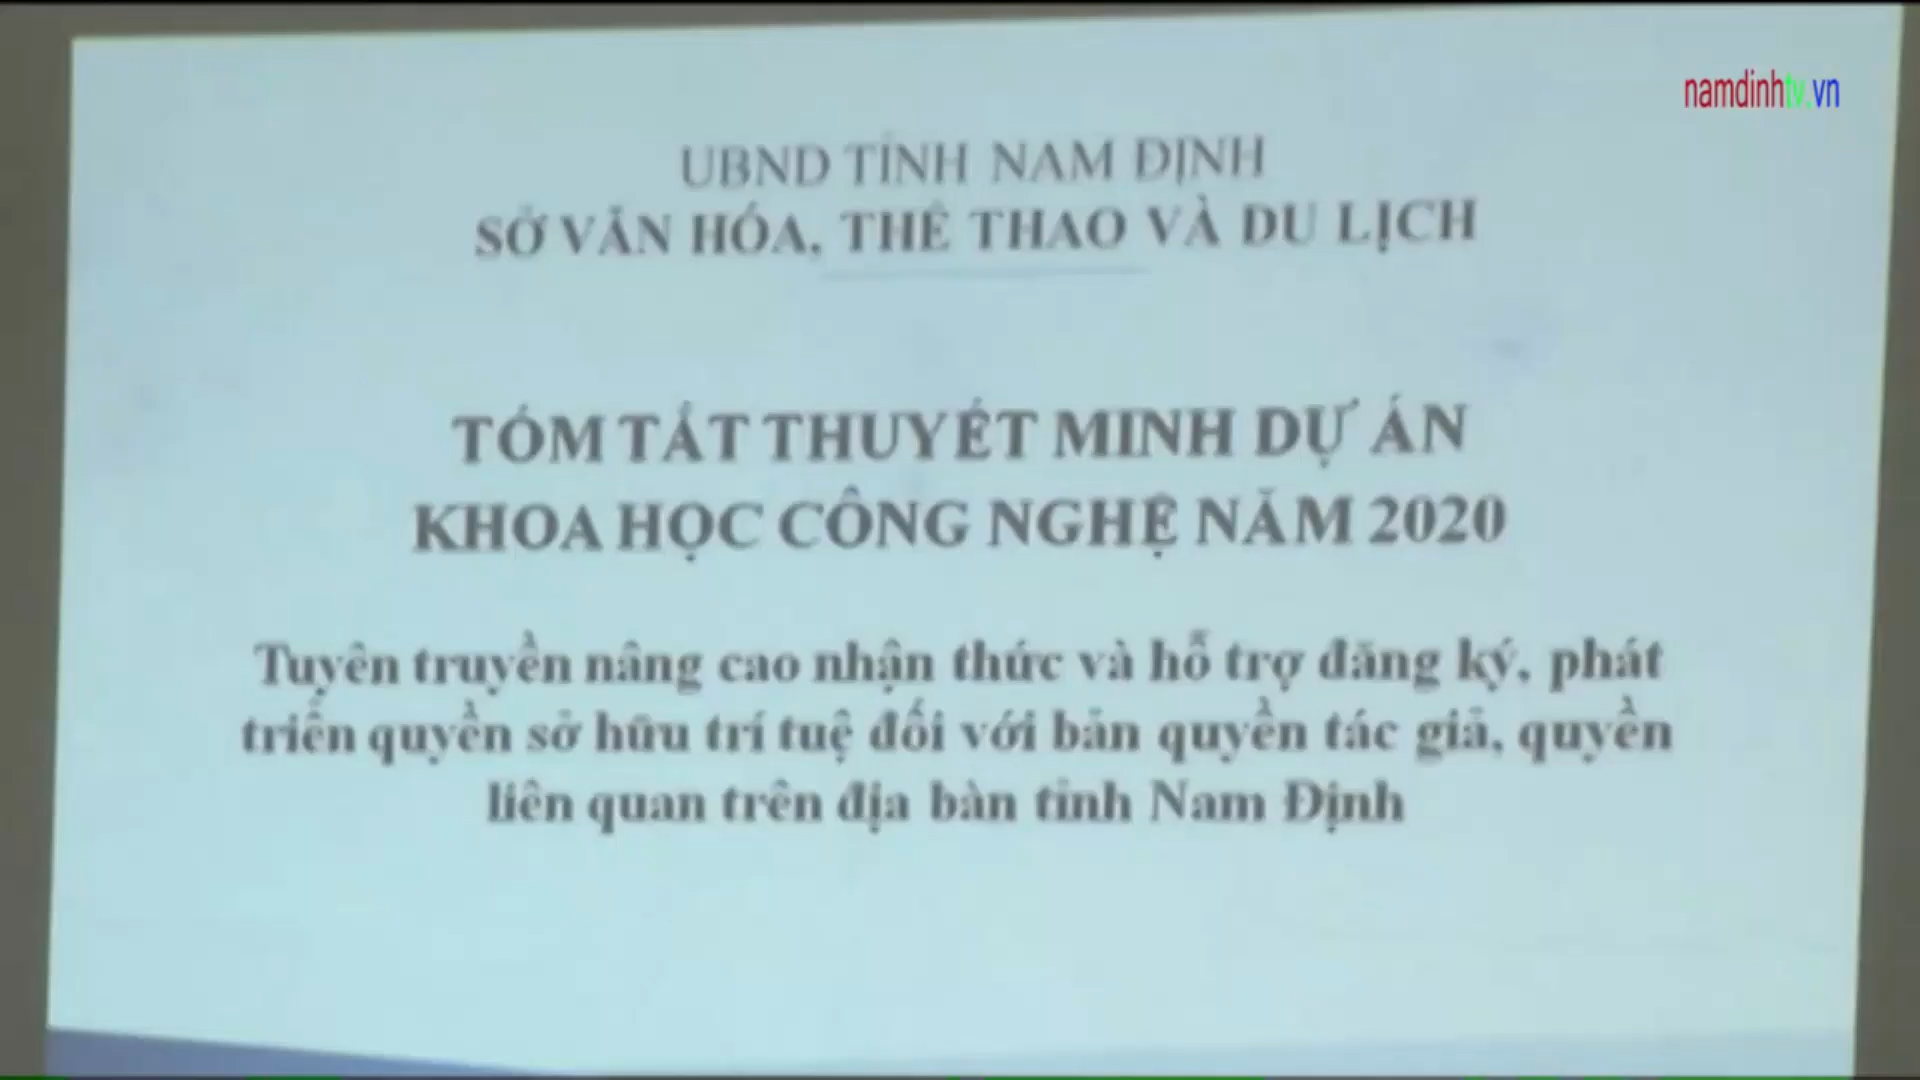 namdinhtv.vn
UBND TỈNH NAM ĐỊNH
SỞ VĂN HÓA, THỂ THAO VÀ DU LỊCH
TÓM TẮT THUYẾT MINH DỰ ÁN
KHOA HỌC CÔNG NGHỆ NĂM 2020
Tuyên truyền nâng cao nhận thức và hỗ trợ đăng ký, phát
triển quyền sở hữu trí tuệ đối với bản quyền tác giả, quyền
liên quan trên địa bàn tỉnh Nam Định